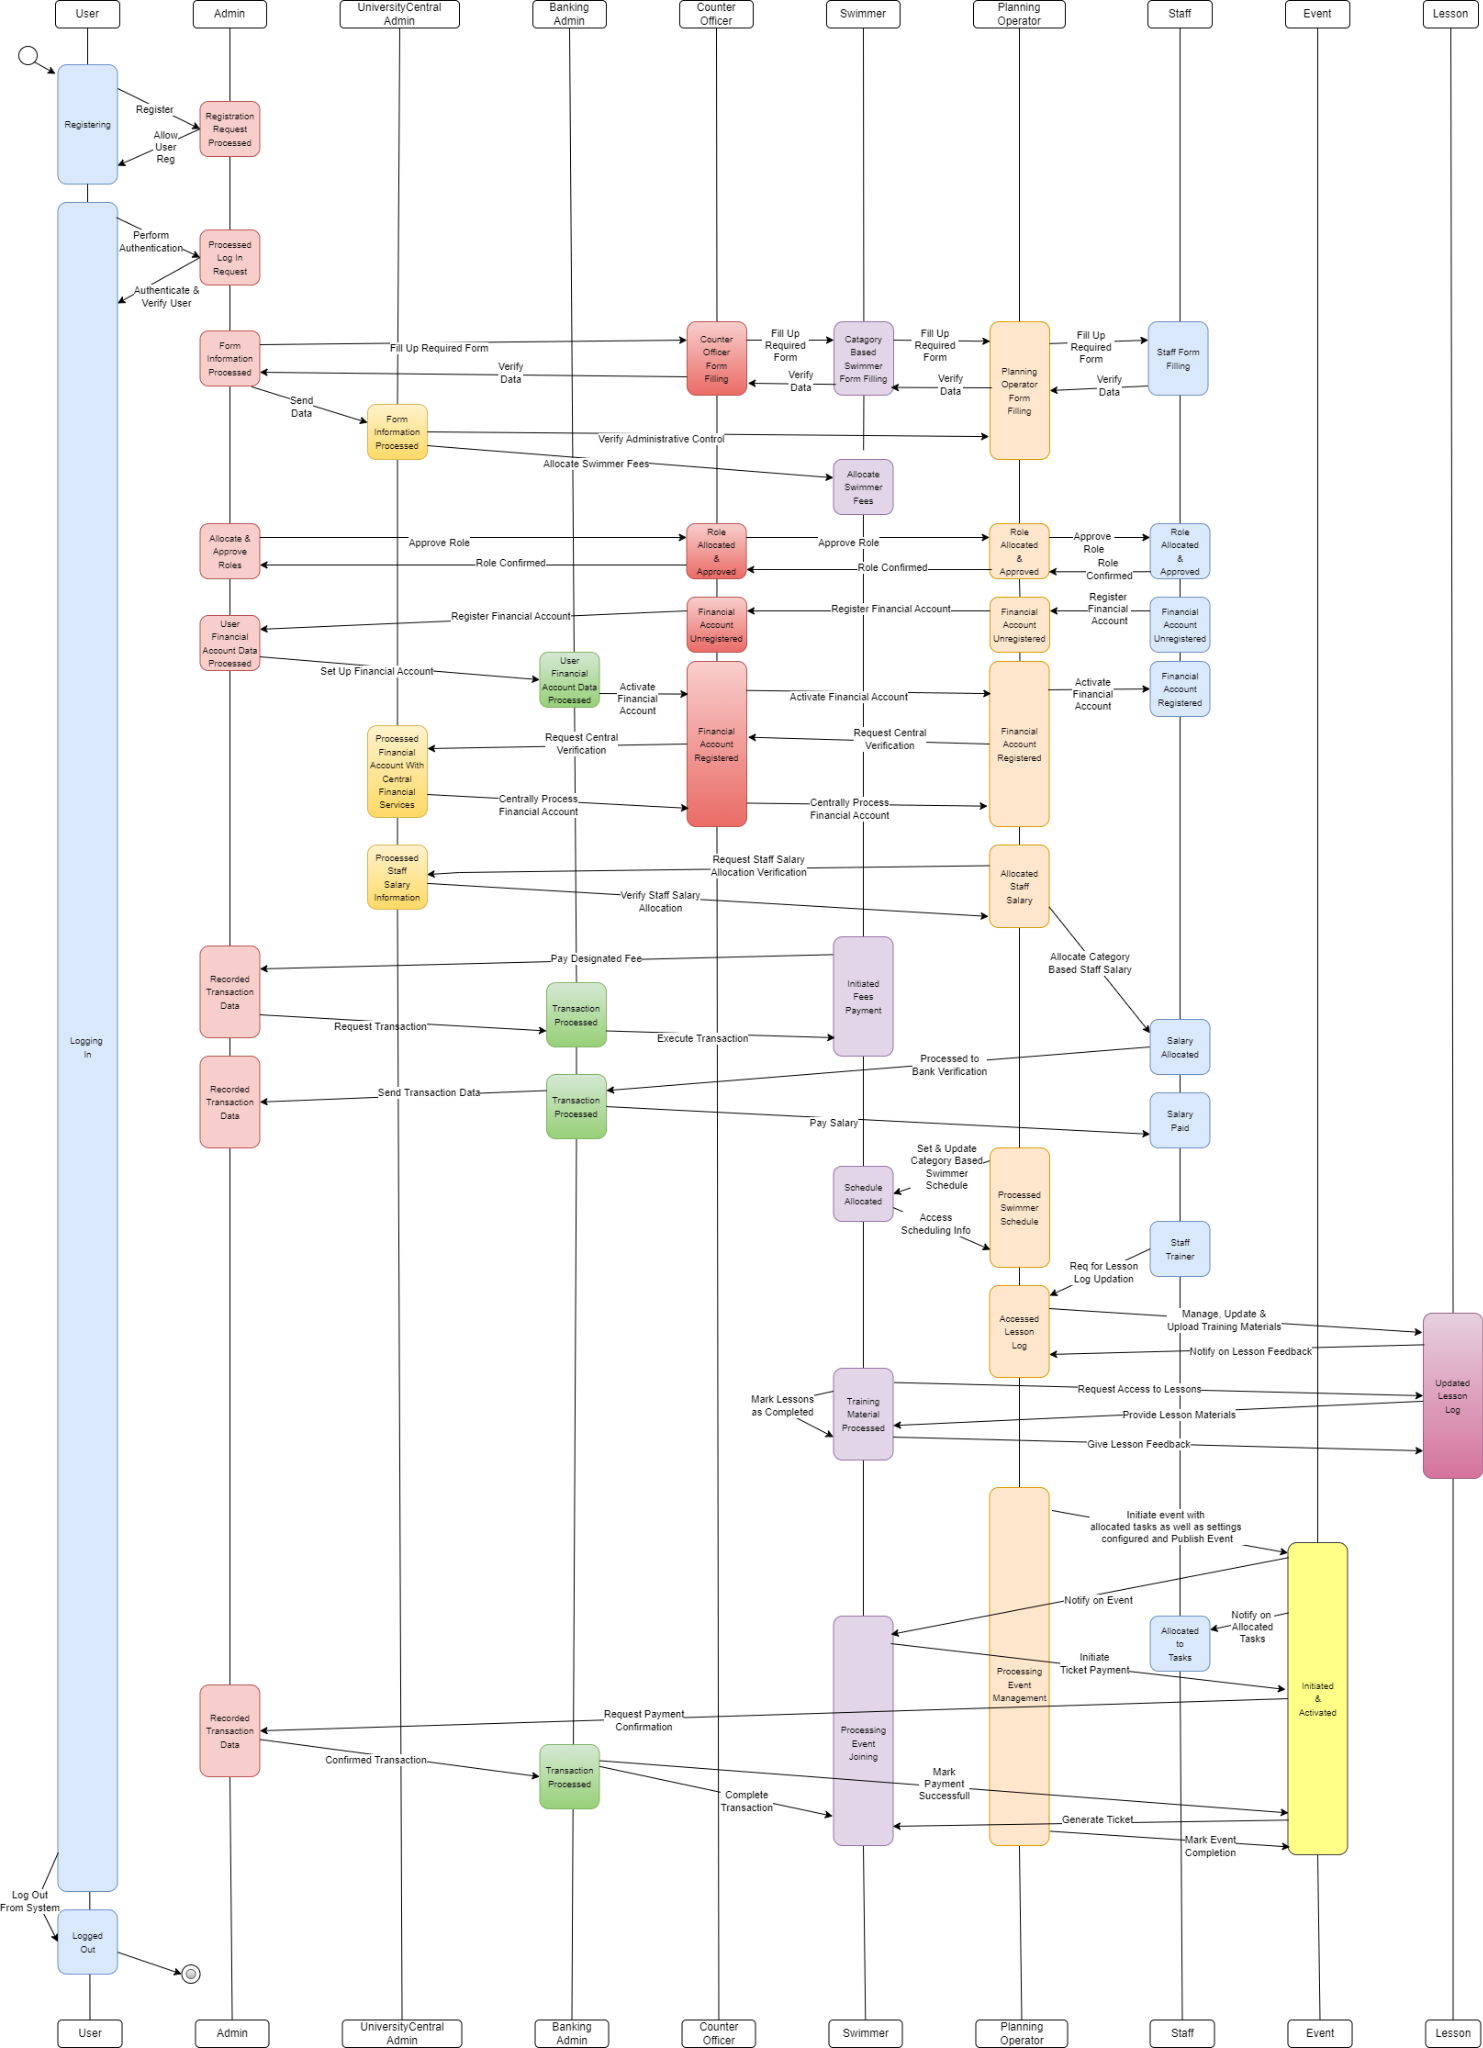 User
Admin
UniversityCentral
Admin
Banking
Admin
Counter
Officer
Swimmer
Planning
Operator
Staff
Event
Lesson
Registering
Register
Registration
Request
Processed
Allow
User
Reg
Perform
Authentication
Processed
Log In
Request
Authenticate &
Verify User
Form
Information
Processed
Fill Up Required Form
Counter
Officer
Form
Filling
Fill Up
Required
Form
Catagory
Based
Swimmer
Form Filling
Fill Up
Required
Form
Planning
Operator
Form
Filling
Fill Up
Required
Form
Staff Form
Filling
Verify
Data
Verify
Data
Verify
Data
Verify
Data
Send
Data
Form
Information
Processed
Verify Administrative Control
Allocate Swimmer Fees
Allocate
Swimmer
Fees
Allocate &
Approve
Roles
Approve Role
Role
Allocated
&
Approved
Approve Role
Role
Allocated
&
Approved
Approve
Role
Role
Allocated
&
Approved
Role Confirmed
Role Confirmed
Role
Confirmed
User
Financial
Account Data
Processed
Register Financial Account
Financial
Account
Unregistered
Register Financial Account
Financial
Account
Unregistered
Register
Financial
Account
Financial
Account
Unregistered
Set Up Financial Account
User
Financial
Account Data
Processed
Activate
Financial
Account
Financial
Account
Registered
Activate Financial Account
Financial
Account
Registered
Activate
Financial
Account
Financial
Account
Registered
Processed
Financial
Account With
Central
Financial
Services
Request Central
Verification
Request Central
Verification
Centrally Process
Financial Account
Centrally Process
Financial Account
Processed
Staff
Salary
Information
Request Staff Salary
Allocation Verification
Allocated
Staff
Salary
Verify Staff Salary
Allocation
Allocate Category
Based Staff Salary
Recorded
Transaction
Data
Pay Designated Fee
Initiated
Fees
Payment
Request Transaction
Transaction
Processed
Execute Transaction
Logging
In
Salary
Allocated
Processed to
Bank Verification
Recorded
Transaction
Data
Send Transaction Data
Transaction
Processed
Pay Salary
Salary
Paid
Set & Update
Category Based
Swimmer
Schedule
Schedule
Allocated
Processed
Swimmer
Schedule
Access
Scheduling Info
Staff
Trainer
Req for Lesson
Log Updation
Accessed
Lesson
Log
Manage, Update &
Upload Training Materials
Notify on Lesson Feedback
Updated
Lesson
Log
Mark Lessons
as Completed
Training
Material
Processed
Request Access to Lessons
Provide Lesson Materials
Give Lesson Feedback
Initiate event with
allocated tasks as well as settings
configured and Publish Event
Notify on Event
Notify on
Allocated
Tasks
Allocated
to
Tasks
Initiate
Ticket Payment
Processing
Event
Management
Initiated
&
Activated
Recorded
Transaction
Data
Request Payment
Confirmation
Processing
Event
Joining
Confirmed Transaction
Transaction
Processed
Mark
Payment
Successfull
Complete
Transaction
Generate Ticket
Mark Event
Completion
Log Out
From System
Logged
Out
User
Admin
UniversityCentral
Admin
Banking
Admin
Counter
Officer
Swimmer
Planning
Operator
Staff
Event
Lesson